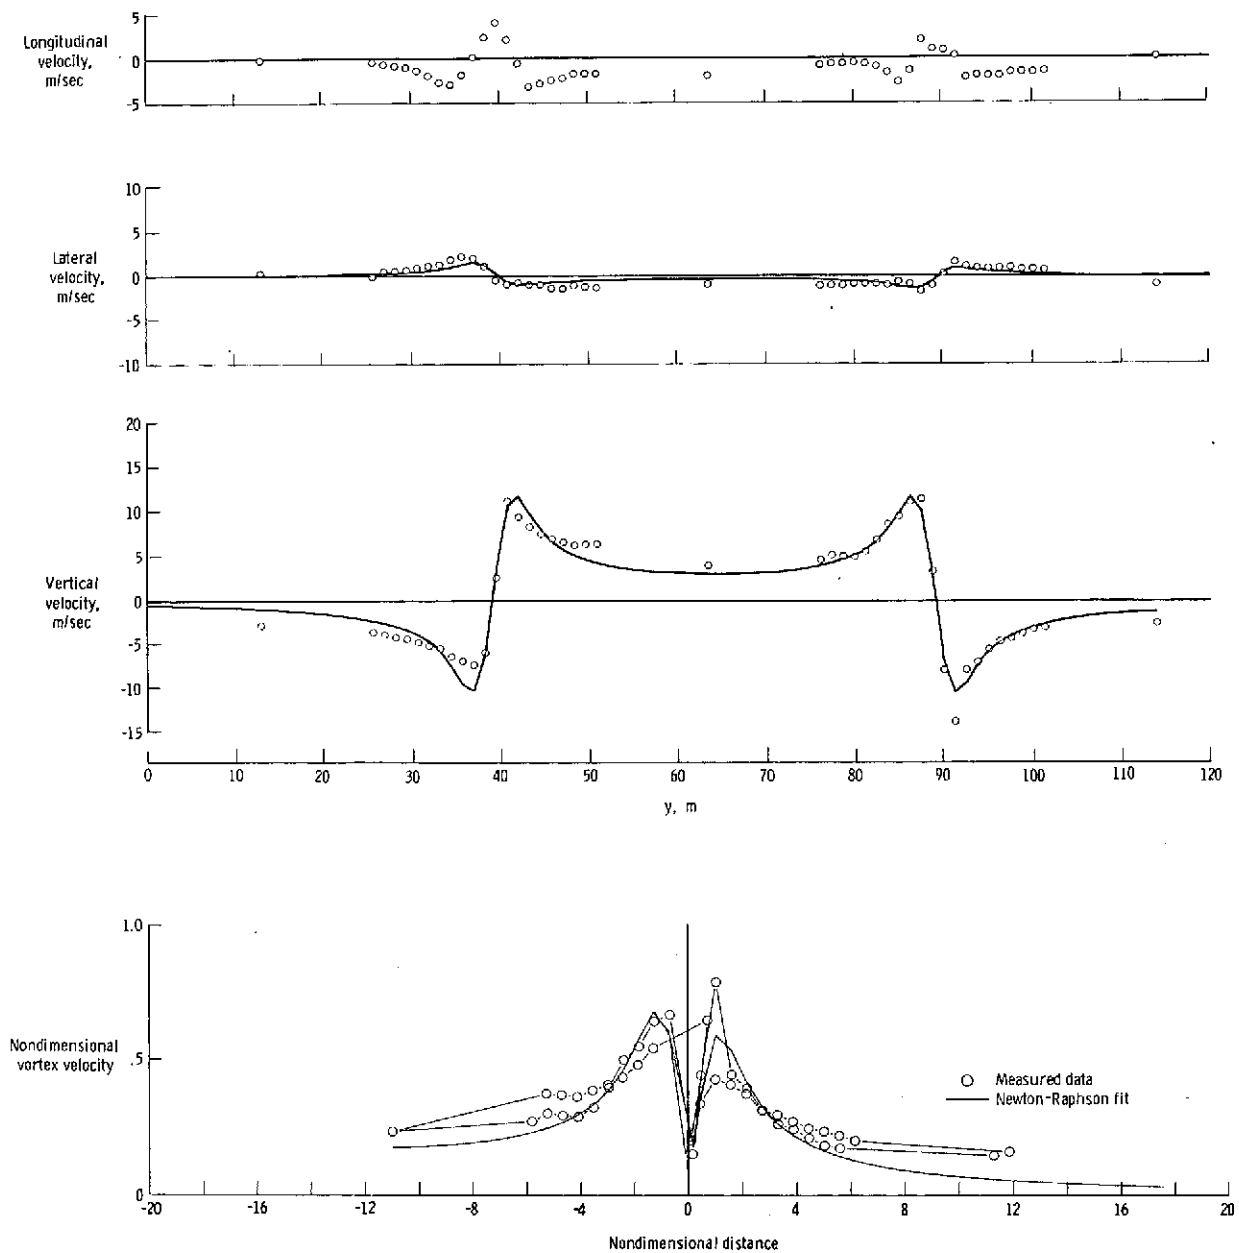 Longitudinal
velocity,
m/sec
5
0
-5
Lateral
velocity,
m/sec
10
5
0
-5
-10
Vertical
velocity,
m/sec
20
15
10
5
0
-5
-10
-15
0 10 20 30 40 50 60 70 80 90 100 110 120
y, m
Nondimensional
vortex velocity
1.0
.5
0
Measured data
Newton-Raphson fit
-20 -16 -12 -8 -4 0 4 8 12 16 20
Nondimensional distance